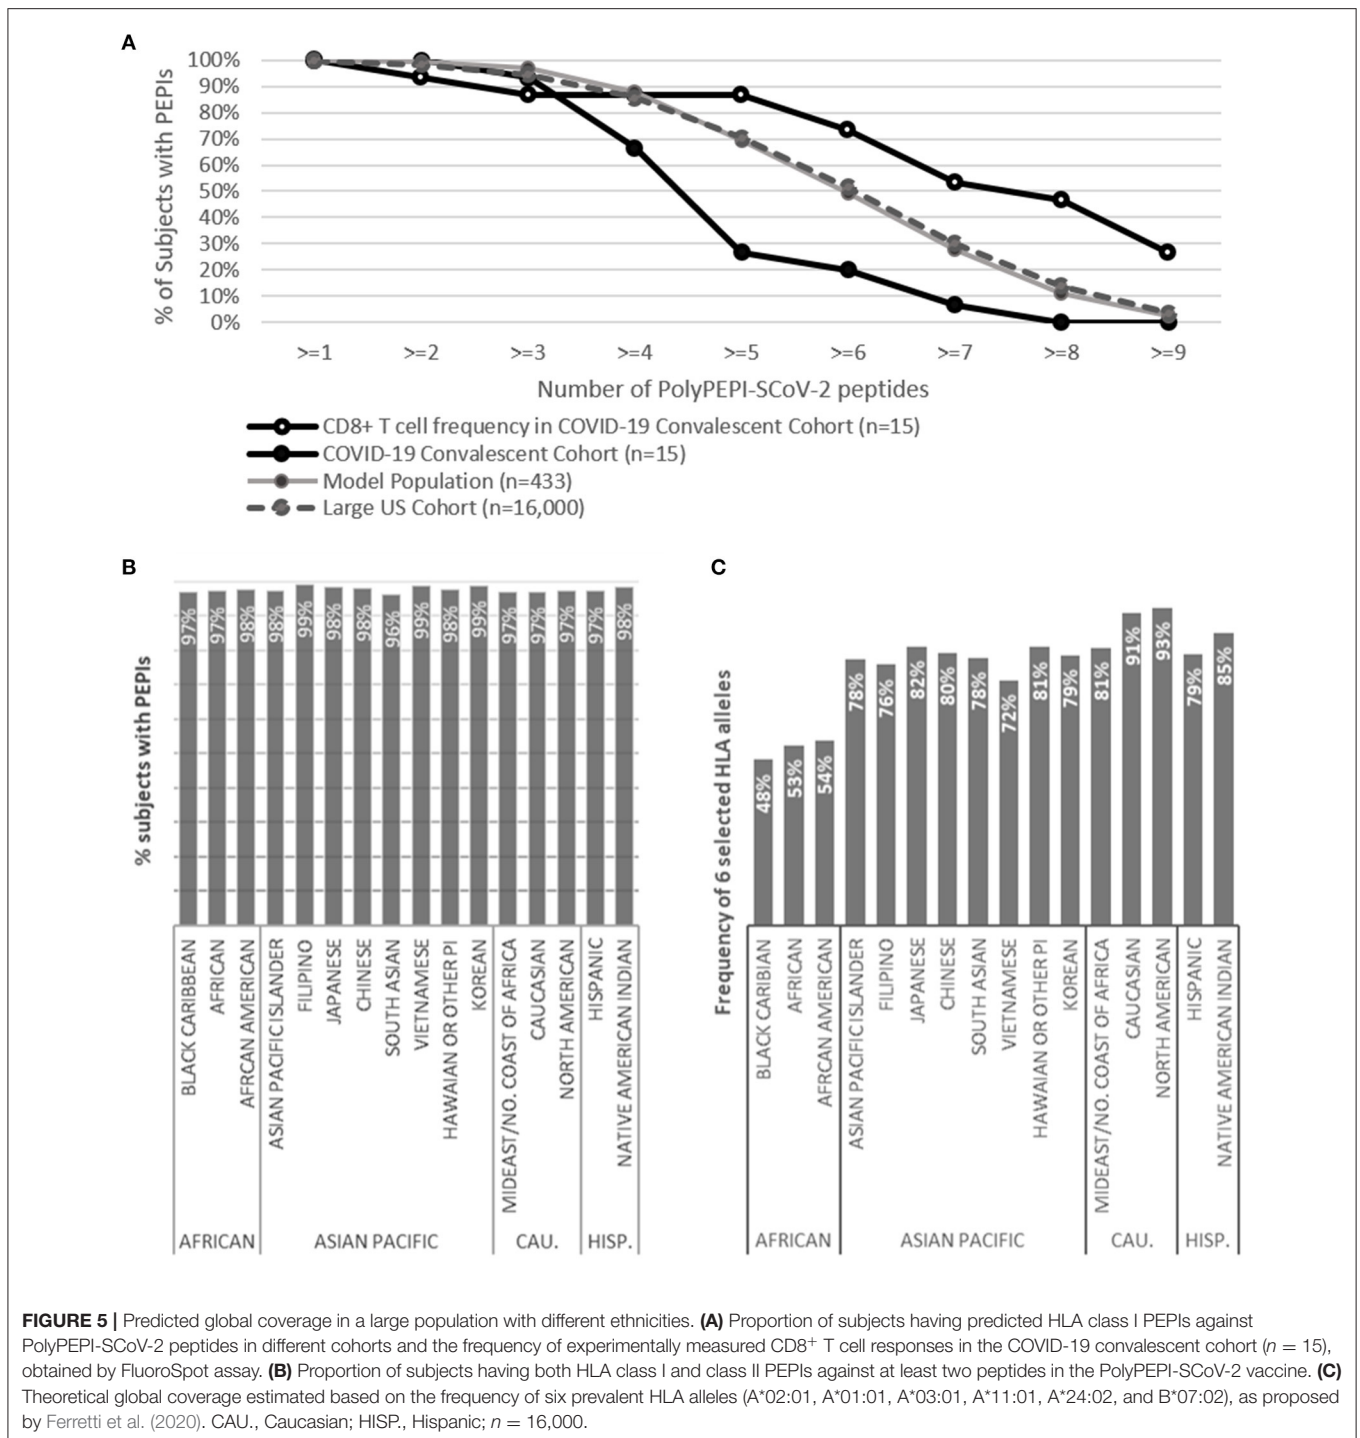 A
100%
90%
80%
70%
60%
50%
40%
30%
20%
10%
0%
% of Subjects with PEPIs
>=1 >=2 >=3 >=4 >=5 >=6 >=7 >=8 >=9
Number of PolyPEPI-SCoV-2 peptides
CD8+ T cell frequency in COVID-19 Convalescent Cohort (n=15)
COVID-19 Convalescent Cohort (n=15)
Model Population (n=433)
Large US Cohort (n=16,000)
B
% subjects with PEPIs
97% 97% 98% 97% 99% 98% 98% 96% 99% 98% 99% 97% 97% 97% 97% 98%
BLACK CARIBBEAN
AFRICAN
AFRCAN AMERICAN
ASIAN PACIFIC ISLANDER
FILIPINO
JAPANESE
CHINESE
SOUTH ASIAN
VIETNAMESE
HAWAIAN OR OTHER PI
KOREAN
MIDEAST/NO. COAST OF AFRICA
CAUCASIAN
NORTH AMERICAN
HISPANIC
NATIVE AMERICAN INDIAN
AFRICAN ASIAN PACIFIC CAU. HISP.
C
Frequency of 6 selected HLA alleles
48% 53% 54% 78% 76% 82% 80% 78% 72% 81% 79% 81% 91% 93% 79% 85%
BLACK CARIBIAN
AFRICAN
AFRCAN AMERICAN
ASIAN PACIFIC ISLANDER
FILIPINO
JAPANESE
CHINESE
SOUTH ASIAN
VIETNAMESE
HAWAIAN OR OTHER PI
KOREAN
MIDEAST/NO. COAST OF AFRICA
CAUCASIAN
NORTH AMERICAN
HISPANIC
NATIVE AMERICAN INDIAN
AFRICAN ASIAN PACIFIC CAU. HISP.
FIGURE 5 | Predicted global coverage in a large population with different ethnicities. (A) Proportion of subjects having predicted HLA class I PEPIs against
PolyPEPI-SCoV-2 peptides in different cohorts and the frequency of experimentally measured CD8+ T cell responses in the COVID-19 convalescent cohort (n = 15),
obtained by FluoroSpot assay. (B) Proportion of subjects having both HLA class I and class II PEPIs against at least two peptides in the PolyPEPI-SCoV-2 vaccine. (C)
Theoretical global coverage estimated based on the frequency of six prevalent HLA alleles (A*02:01, A*01:01, A*03:01, A*11:01, A*24:02, and B*07:02), as proposed
by Ferretti et al. (2020). CAU., Caucasian; HISP., Hispanic; n = 16,000.